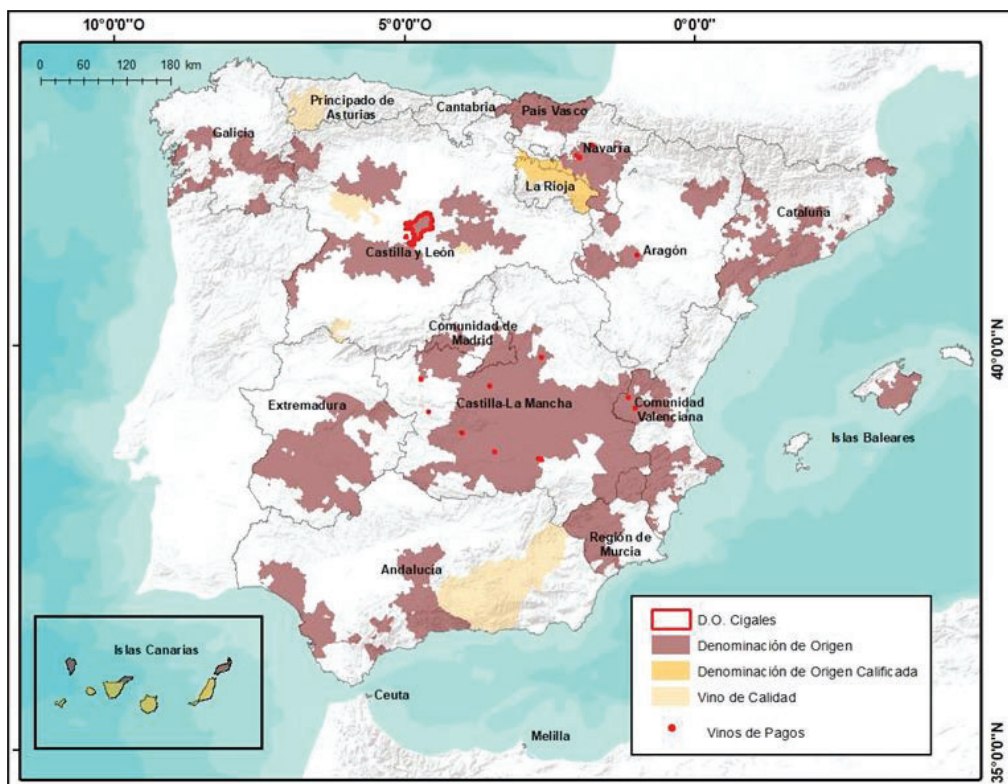 10°0'0"O
5°0'0"O
0°0'0"
0 60 120 180 km
Principado de
Asturias
Cantabria
País Vasco
Galicia
Navarra
La Rioja
Cataluña
Castilla y León
Aragón
Comunidad de
Madrid
40°0'0"N
Extremadura
Castilla-La Mancha
Comunidad
Valenciana
Islas Baleares
Región de
Murcia
Andalucía
D.O. Cigales
Denominación de Origen
Denominación de Origen Calificada
Vino de Calidad
Vinos de Pagos
Islas Canarias
Ceuta
Melilla
35°0'0"N